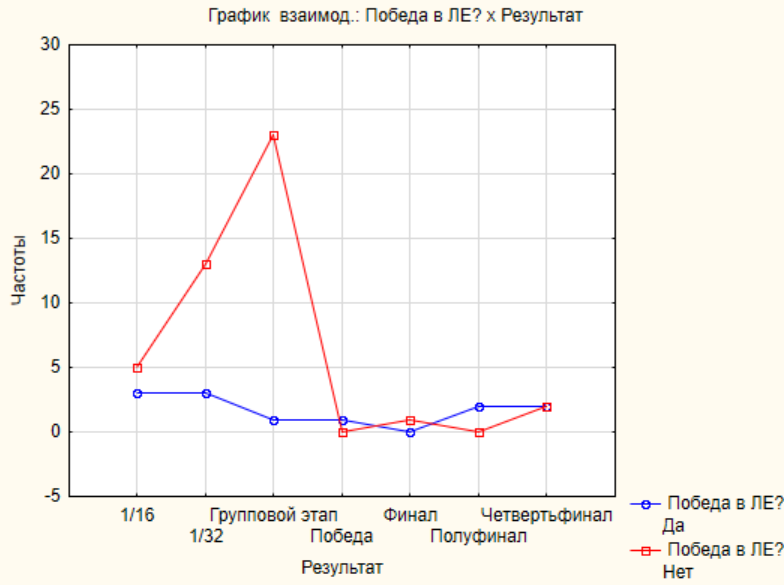 График взаимод.: Победа в ЛЕ? x Результат
30
25
20
15
10
5
0
-5
Частоты
1/16
1/32
Групповой этап
Победа
Финал
Полуфинал
Четвертьфинал
Результат
Победа в ЛЕ?
Да
Победа в ЛЕ?
Нет